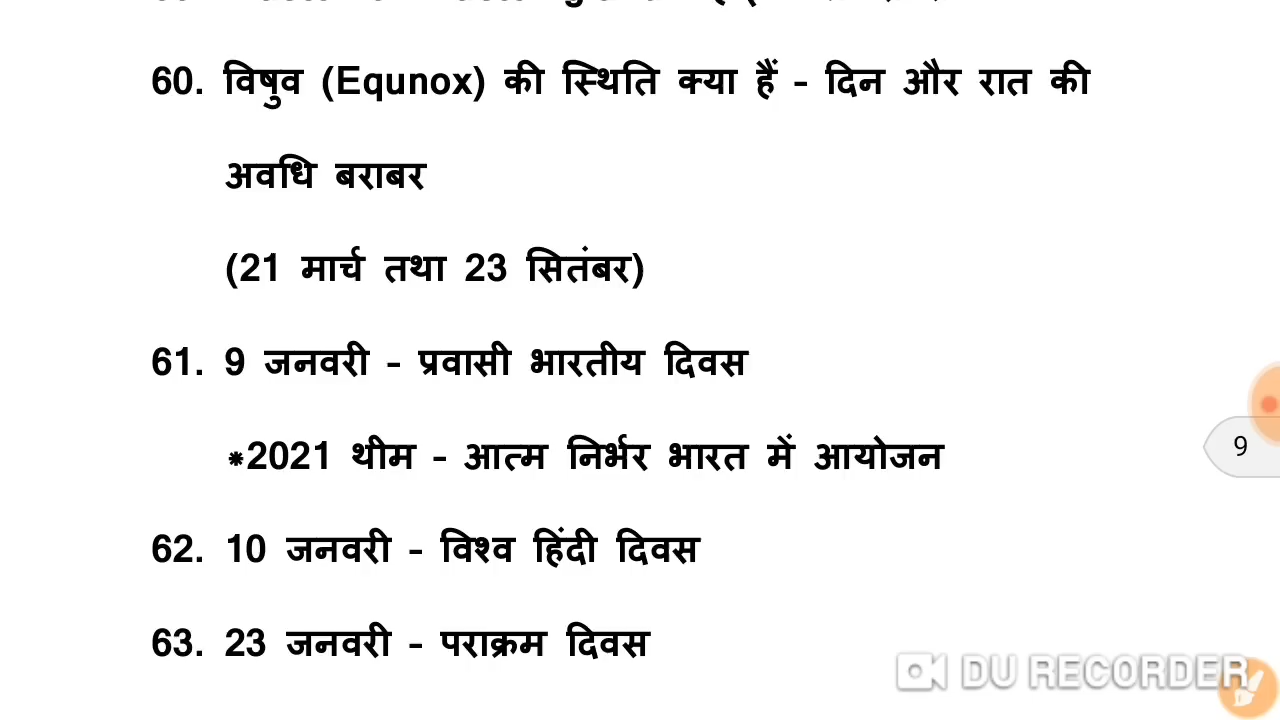 60. विषुव (Equnox) की स्थिति क्या हैं - दिन और रात की
अवधि बराबर
(21 मार्च तथा 23 सितंबर)
61. 9 जनवरी - प्रवासी भारतीय दिवस
*2021 थीम - आत्म निर्भर भारत में आयोजन
9
62. 10 जनवरी - विश्व हिंदी दिवस
63. 23 जनवरी - पराक्रम दिवस
DU RECORDER